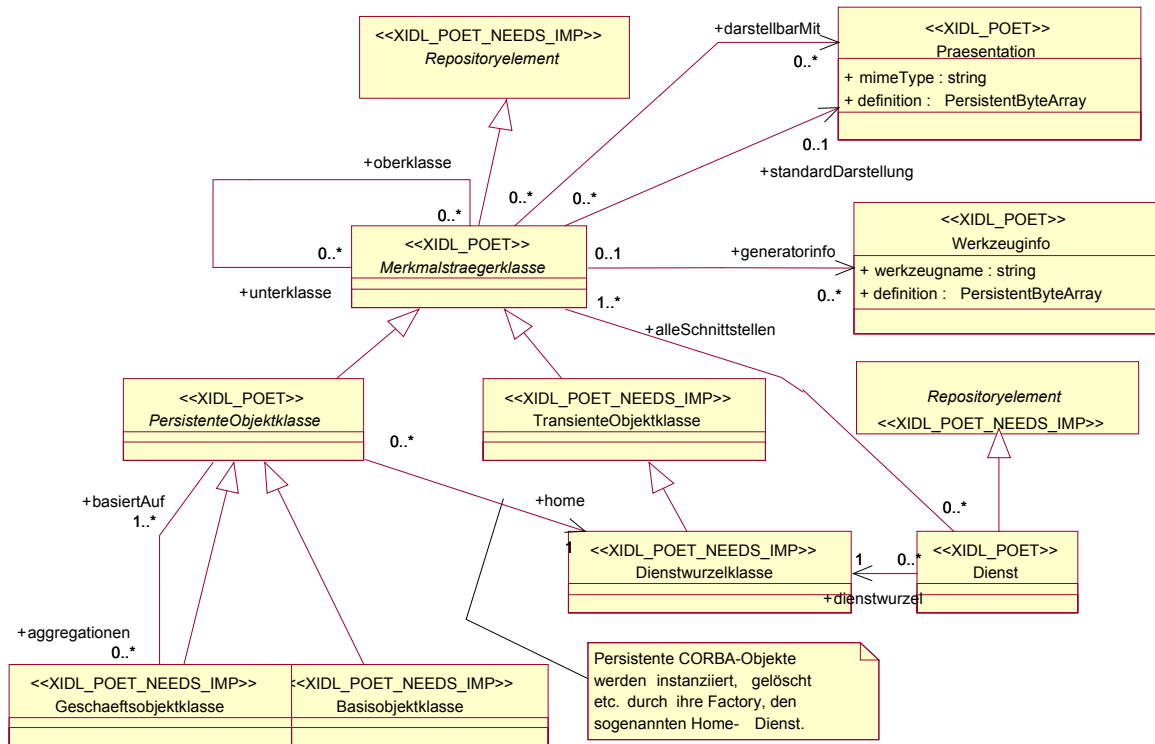 <<XIDL_POET_NEEDS_IMP>>
Repositoryelement
+darstellbarMit
0..*
<<XIDL_POET>>
Praesentation
+ mimeType : string
+ definition : PersistentByteArray
0..1
+standardDarstellung
+oberklasse
0..*
0..*
0..*
0..*
+unterklasse
<<XIDL_POET>>
Merkmalstraegerklasse
0..1
+generatorinfo
0..*
<<XIDL_POET>>
Werkzeuginfo
+ werkzeugname : string
+ definition : PersistentByteArray
1..*
+alleSchnittstellen
<<XIDL_POET>>
PersistenteObjektklasse
0..*
<<XIDL_POET_NEEDS_IMP>>
TransienteObjektklasse
Repositoryelement
<<XIDL_POET_NEEDS_IMP>>
+basiertAuf
1..*
+home
1
0..*
<<XIDL_POET_NEEDS_IMP>>
Dienstwurzelklasse
1
0..*
+dienstwurzel
<<XIDL_POET>>
Dienst
+aggregationen
0..*
<<XIDL_POET_NEEDS_IMP>>
Geschaeftsobjektklasse
<<XIDL_POET_NEEDS_IMP>>
Basisobjektklasse
Persistente CORBA-Objekte
werden instanziiert, gelöscht
etc. durch ihre Factory, den
sogenannten Home- Dienst.